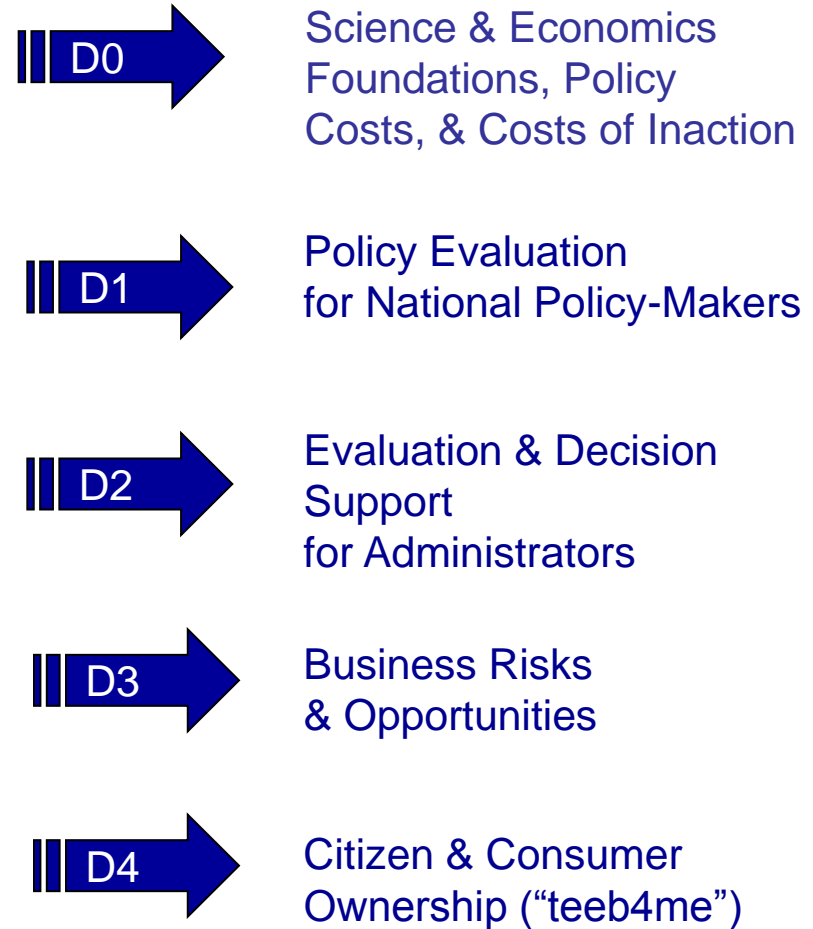 D0
Science & Economics
Foundations, Policy
Costs, & Costs of Inaction
D1
Policy Evaluation
for National Policy-Makers
D2
Evaluation & Decision
Support
for Administrators
D3
Business Risks
& Opportunities
D4
Citizen & Consumer
Ownership (“teeb4me”)